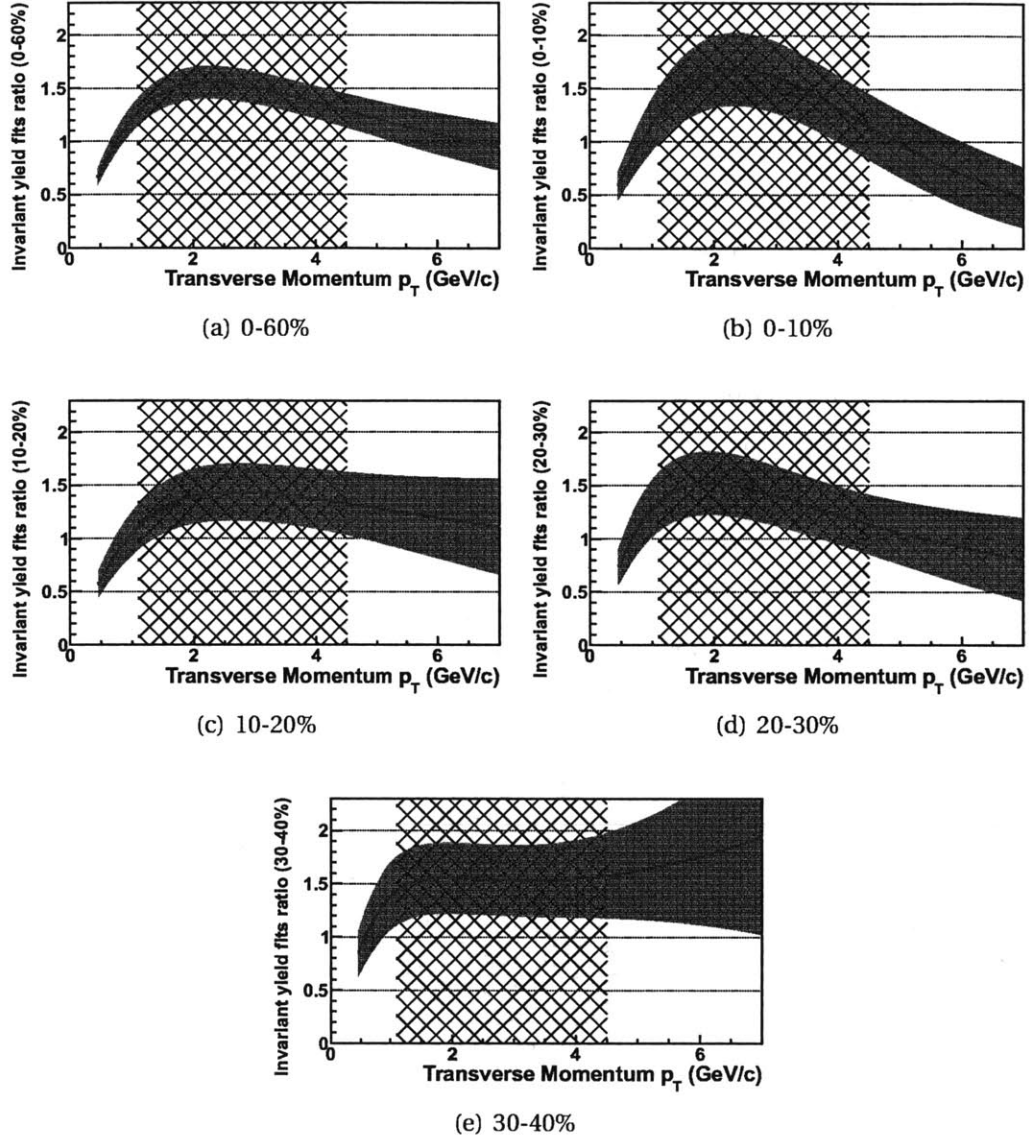 Invariant yield fits ratio (0-60%)
2
1.5
1
0.5
0
0 2 4 6
Transverse Momentum p_T (GeV/c)
(a) 0-60%
Invariant yield fits ratio (0-10%)
2
1.5
1
0.5
0
0 2 4 6
Transverse Momentum p_T (GeV/c)
(b) 0-10%
Invariant yield fits ratio (10-20%)
2
1.5
1
0.5
0
0 2 4 6
Transverse Momentum p_T (GeV/c)
(c) 10-20%
Invariant yield fits ratio (20-30%)
2
1.5
1
0.5
0
0 2 4 6
Transverse Momentum p_T (GeV/c)
(d) 20-30%
Invariant yield fits ratio (30-40%)
2
1.5
1
0.5
0
0 2 4 6
Transverse Momentum p_T (GeV/c)
(e) 30-40%